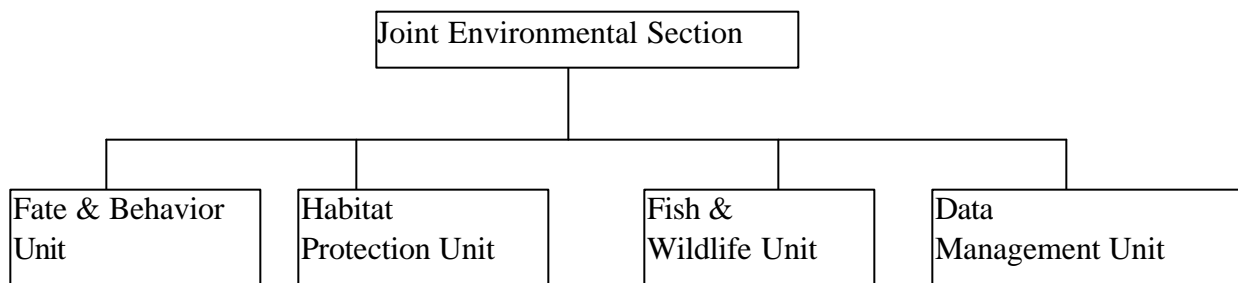 Joint Environmental Section
Fate & Behavior
Unit
Habitat
Protection Unit
Fish &
Wildlife Unit
Data
Management Unit